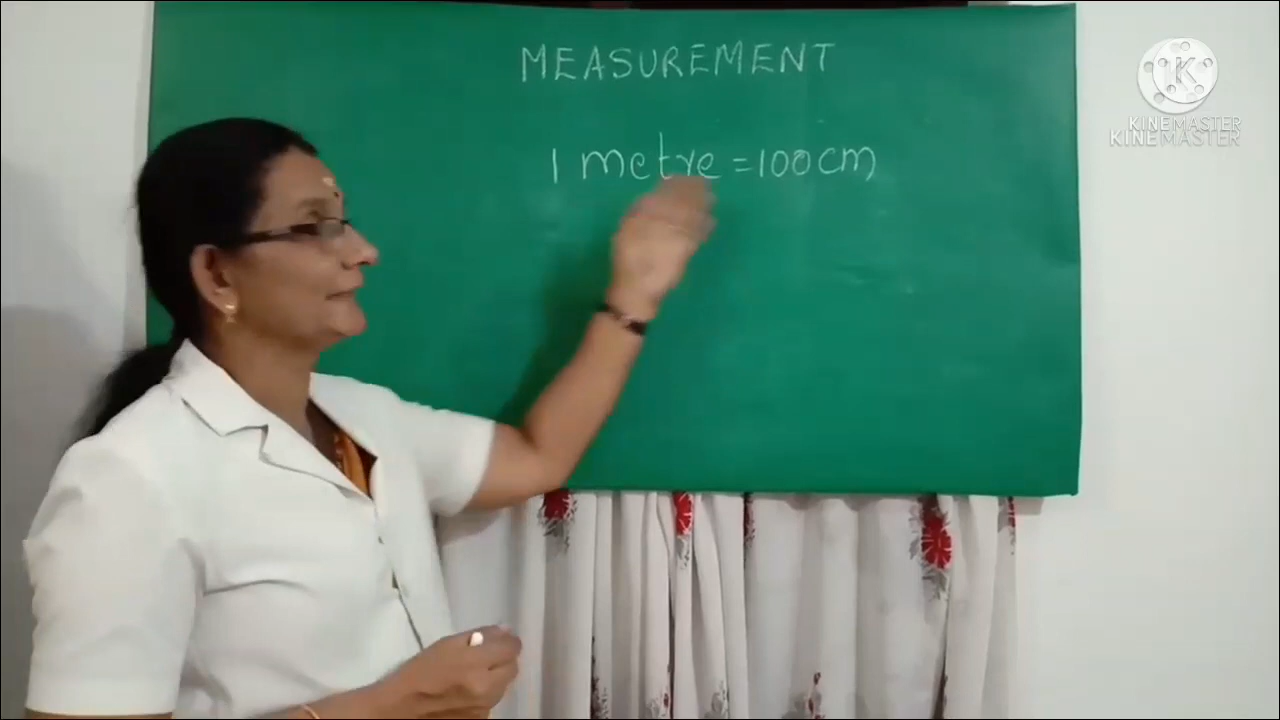 MEASUREMENT
1 metre = 100 cm
K
KINEMASTER
KINEMASTER